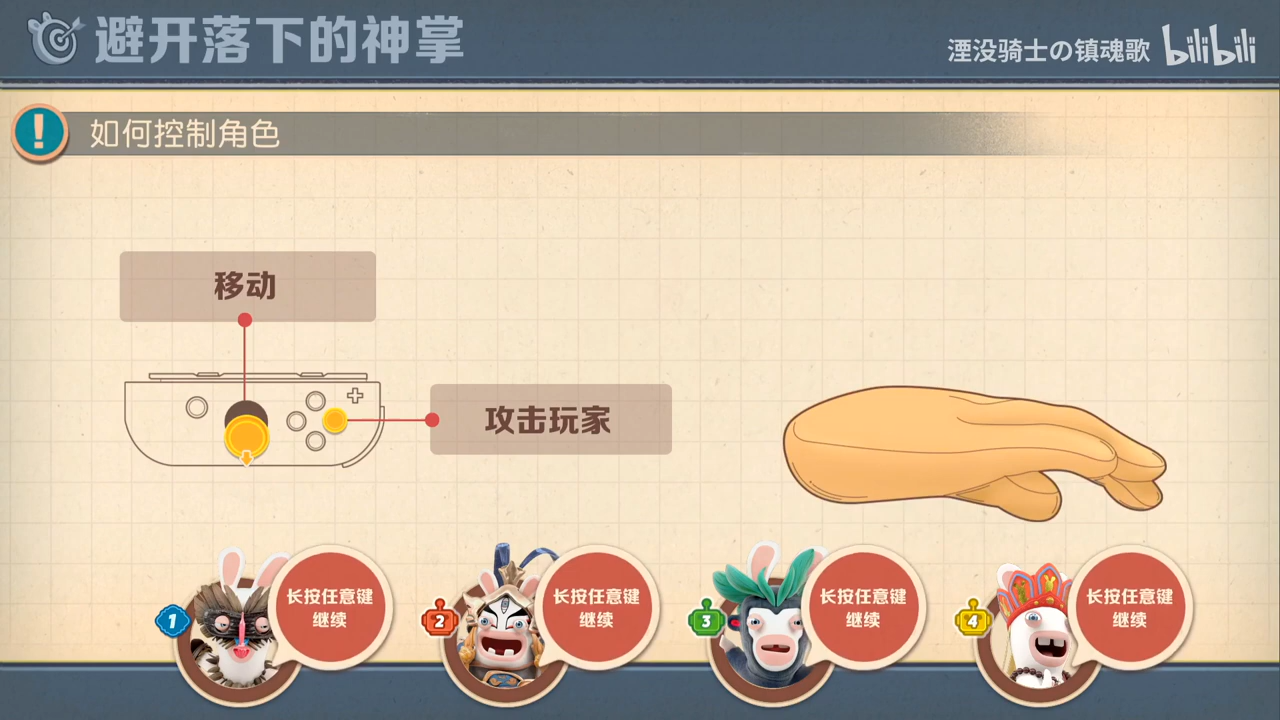 避开落下的神掌
湮没骑士の镇魂歌 bilibili
!
如何控制角色
移动
攻击玩家
1
长按任意键
继续
2
长按任意键
继续
3
长按任意键
继续
4
长按任意键
继续